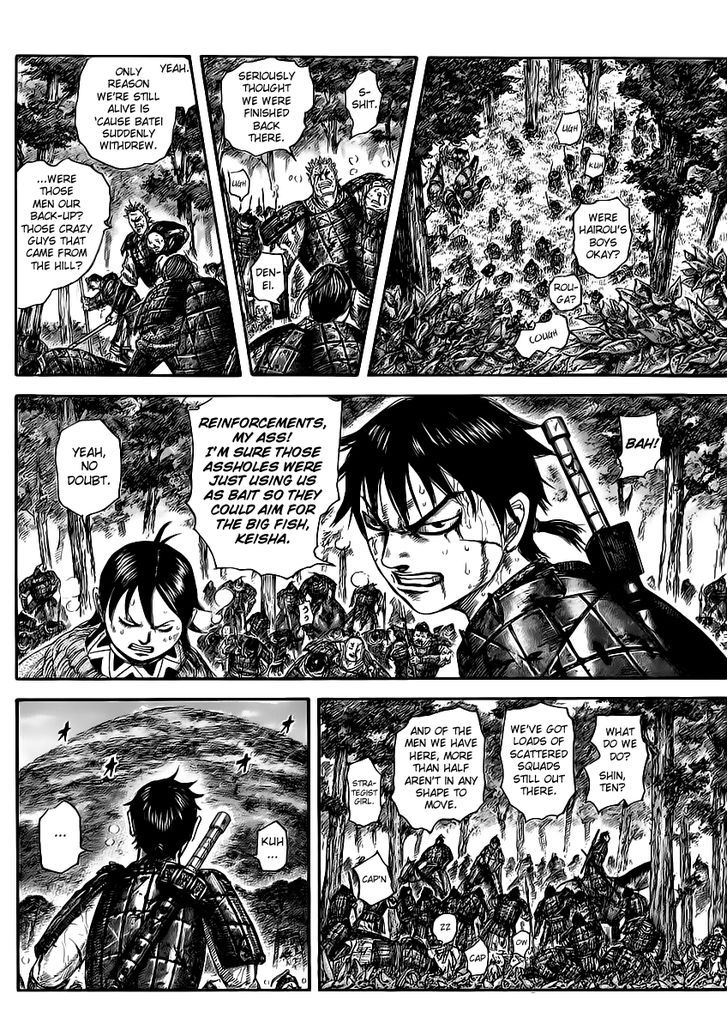 UGH
KUH
WERE
HAIROU'S
BOYS
OKAY?
ROU-
GA?
COUGH
S-
SHIT.
SERIOUSLY
THOUGHT
WE WERE
FINISHED
BACK
THERE.
UGH
DEN-
EI.
YEAH.
ONLY
REASON
WE'RE STILL
ALIVE IS
'CAUSE BATEI
SUDDENLY
WITHDREW.
...WERE
THOSE
MEN OUR
BACK-UP?
THOSE CRAZY
GUYS THAT
CAME FROM
THE HILL?
BAH!
REINFORCEMENTS,
MY ASS!
I'M SURE THOSE
ASSHOLES WERE
JUST USING US
AS BAIT SO THEY
COULD AIM FOR
THE BIG FISH,
KEISHA.
YEAH,
NO
DOUBT.
WHAT
DO WE
DO?
SHIN,
TEN?
WE'VE GOT
LOADS OF
SCATTERED
SQUADS
STILL OUT
THERE.
AND OF THE
MEN WE HAVE
HERE, MORE
THAN HALF
AREN'T IN ANY
SHAPE TO
MOVE.
STRA-
TEGIST
GIRL.
CAP'N
OW
ZZ
CAP
KUH
...
...